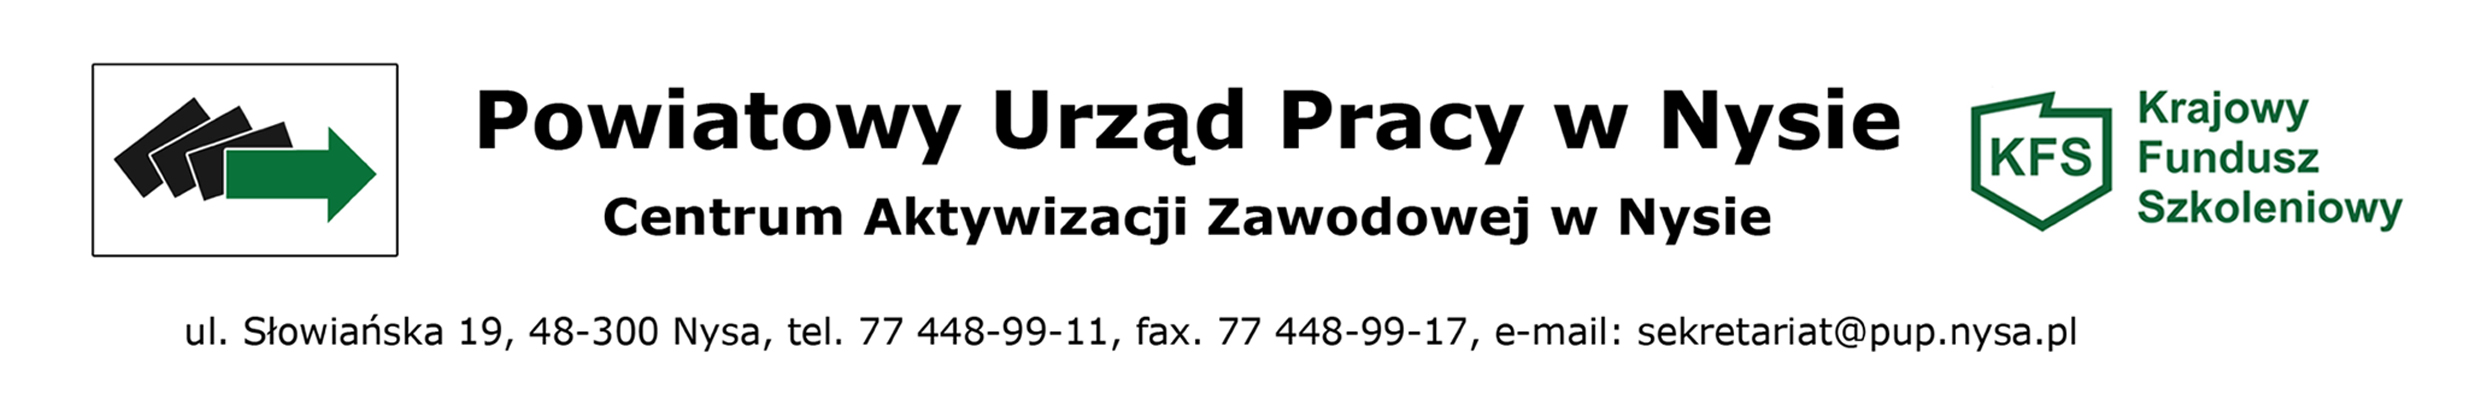 Powiatowy Urząd Pracy w Nysie
Centrum Aktywizacji Zawodowej w Nysie
KFS
Krajowy
Fundusz
Szkoleniowy
ul. Słowiańska 19, 48-300 Nysa, tel. 77 448-99-11, fax. 77 448-99-17, e-mail: sekretariat@pup.nysa.pl